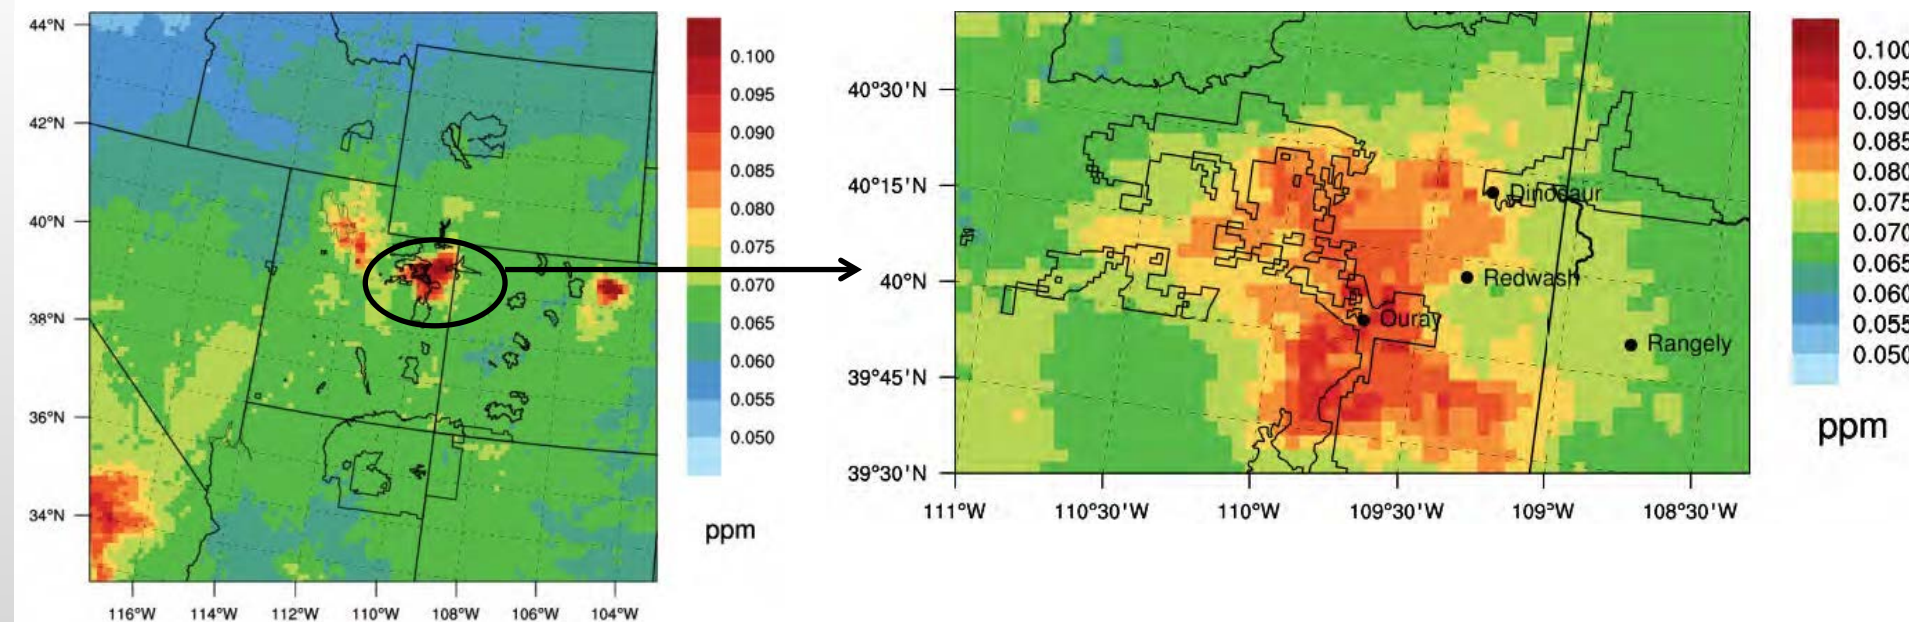 44°N
42°N
40°N
38°N
36°N
34°N
116°W 114°W 112°W 110°W 108°W 106°W 104°W
0.100
0.095
0.090
0.085
0.080
0.075
0.070
0.065
0.060
0.055
0.050
ppm
40°30'N
40°15'N
40°N
39°45'N
39°30'N
111°W 110°30'W 110°W 109°30'W 109°W 108°30'W
Dinosaur
Redwash
Ouray
Rangely
0.100
0.095
0.090
0.085
0.080
0.075
0.070
0.065
0.060
0.055
0.050
ppm